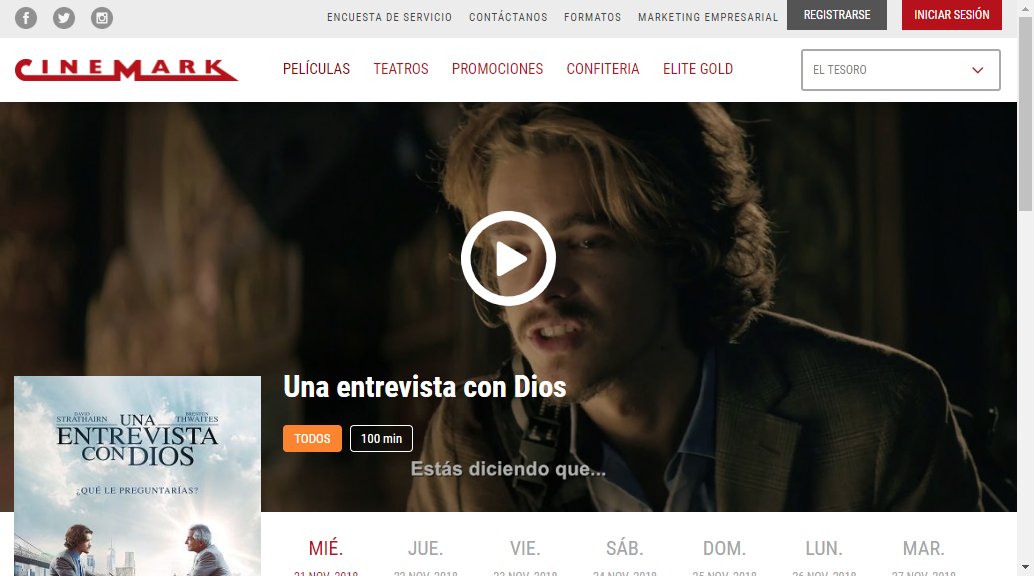 ENCUESTA DE SERVICIO CONTÁCTANOS FORMATOS MARKETING EMPRESARIAL REGISTRARSE INICIAR SESIÓN
CINEMARK PELÍCULAS TEATROS PROMOCIONES CONFITERIA ELITE GOLD EL TESORO
Una entrevista con Dios
TODOS 100 min
Estás diciendo que...
DAVID STRATHAIRN BRENTON THWAITES
UNA
ENTREVISTA
CON DIOS
¿QUÉ LE PREGUNTARÍAS?
MIÉ. JUE. VIE. SÁB. DOM. LUN. MAR.
21 NOV. 2018 22 NOV. 2018 23 NOV. 2018 24 NOV. 2018 25 NOV. 2018 26 NOV. 2018 27 NOV. 2018